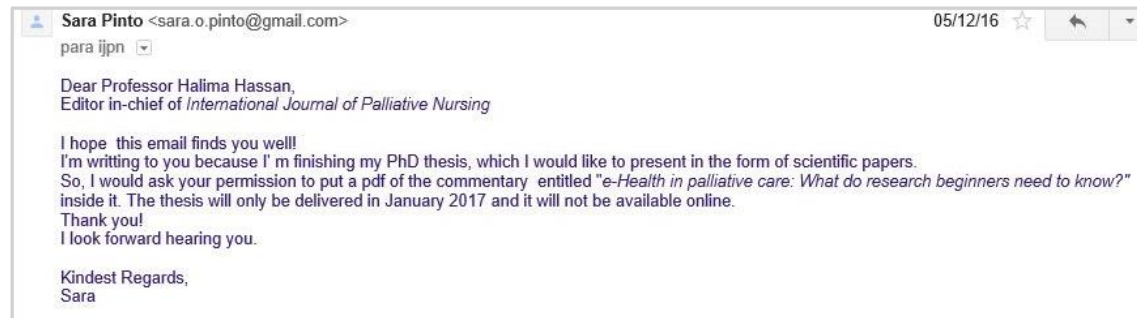 Sara Pinto <sara.o.pinto@gmail.com> 05/12/16
para ijpn
Dear Professor Halima Hassan,
Editor in-chief of International Journal of Palliative Nursing
I hope this email finds you well!
I'm writting to you because I' m finishing my PhD thesis, which I would like to present in the form of scientific papers.
So, I would ask your permission to put a pdf of the commentary entitled "e-Health in palliative care: What do research beginners need to know?"
inside it. The thesis will only be delivered in January 2017 and it will not be available online.
Thank you!
I look forward hearing you.
Kindest Regards,
Sara